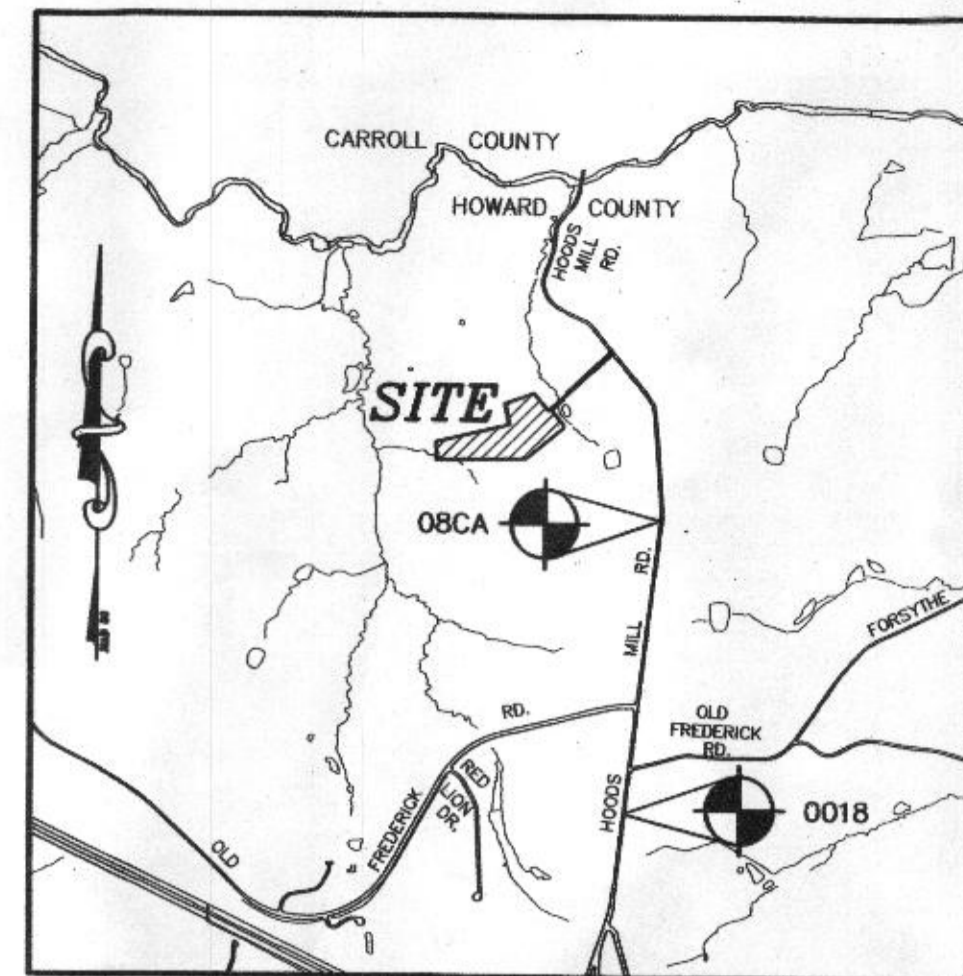 CARROLL COUNTY
HOWARD COUNTY
HOODS
MILL
RD.
SITE
08CA
RD.
MILL
FORSYTHE
RD.
OLD
FREDERICK
RD.
RED
LION
DR.
FREDERICK
HOODS
0018
OLD